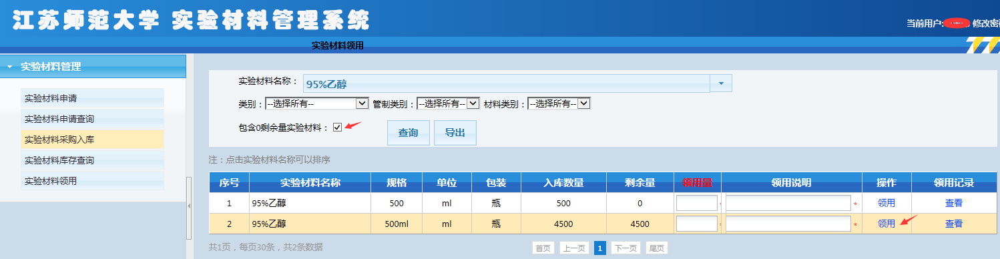 江苏师范大学 实验材料管理系统
当前用户: 修改密
实验材料领用
实验材料管理
实验材料申请
实验材料申请查询
实验材料采购入库
实验材料库存查询
实验材料领用
实验材料名称： 95%乙醇
类别：--选择所有-- 管制类别：--选择所有-- 材料类别：--选择所有--
包含0剩余量实验材料： 查询 导出
注：点击实验材料名称可以排序
序号 实验材料名称 规格 单位 包装 入库数量 剩余量 领用量 领用说明 操作 领用记录
1 95%乙醇 500 ml 瓶 500 0 * * 领用 查看
2 95%乙醇 500ml ml 瓶 4500 4500 * * 领用 查看
共1页，每页30条，共2条数据 首页 上一页 1 下一页 尾页